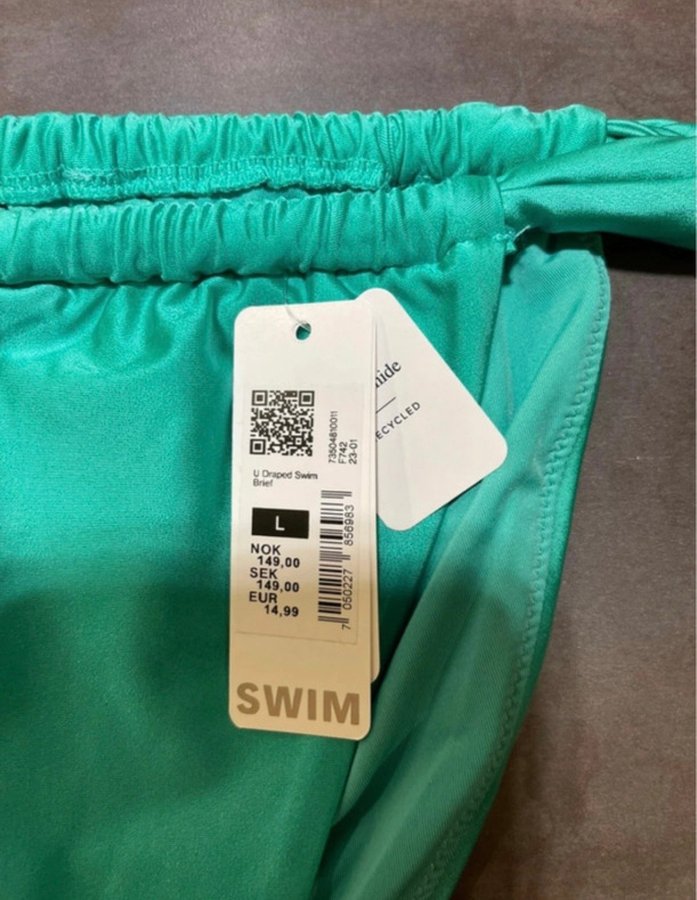 73504810011
F742
23-01
U Draped Swim
Brief
L
NOK
149,00
SEK
149,00
EUR
14,99
7 050227 856983
SWIM